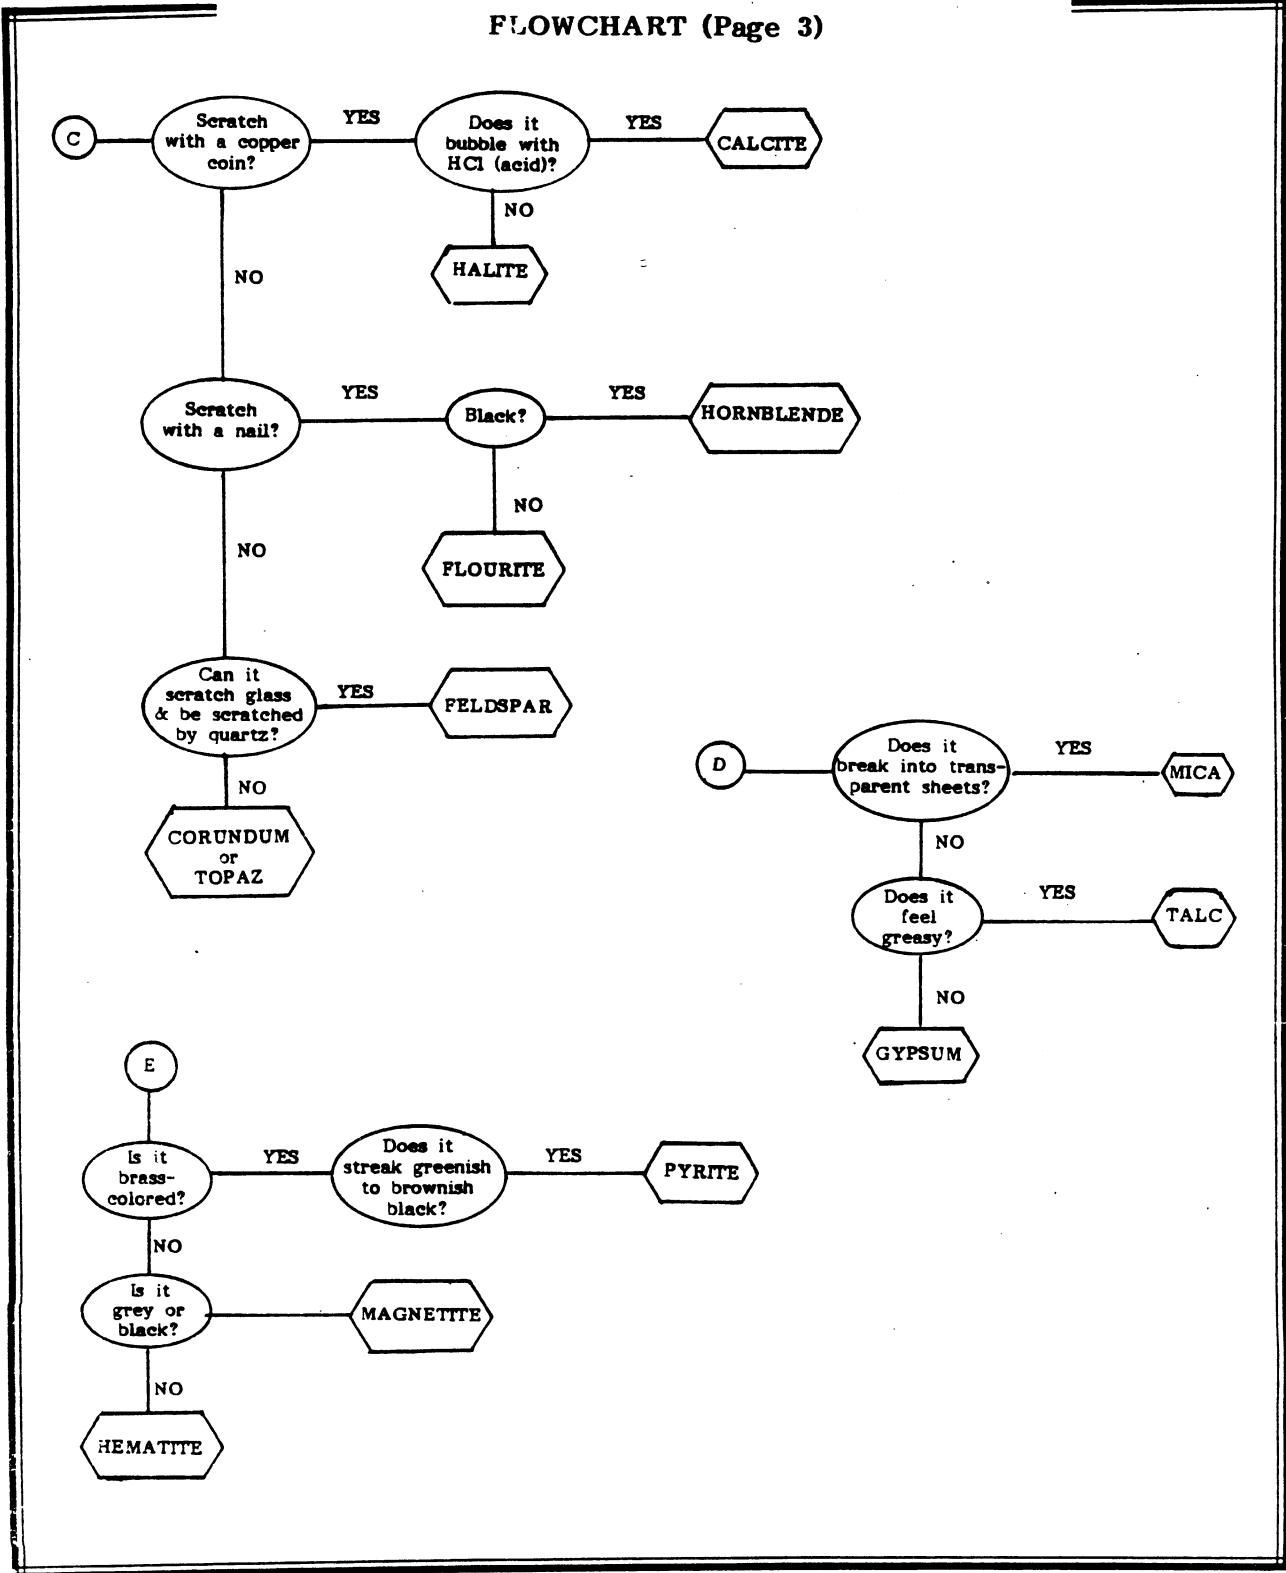 FLOWCHART (Page 3)
C
Scratch
with a copper
coin?
YES
Does it
bubble with
HCl (acid)?
YES
CALCITE
NO
HALITE
NO
Scratch
with a nail?
YES
Black?
YES
HORNBLENDE
NO
FLOURITE
NO
Can it
scratch glass
& be scratched
by quartz?
YES
FELDSPAR
NO
CORUNDUM
or
TOPAZ
D
Does it
break into trans-
parent sheets?
YES
MICA
NO
Does it
feel
greasy?
YES
TALC
NO
GYPSUM
E
Is it
brass-
colored?
YES
Does it
streak greenish
to brownish
black?
YES
PYRITE
NO
Is it
grey or
black?
MAGNETITE
NO
HEMATITE